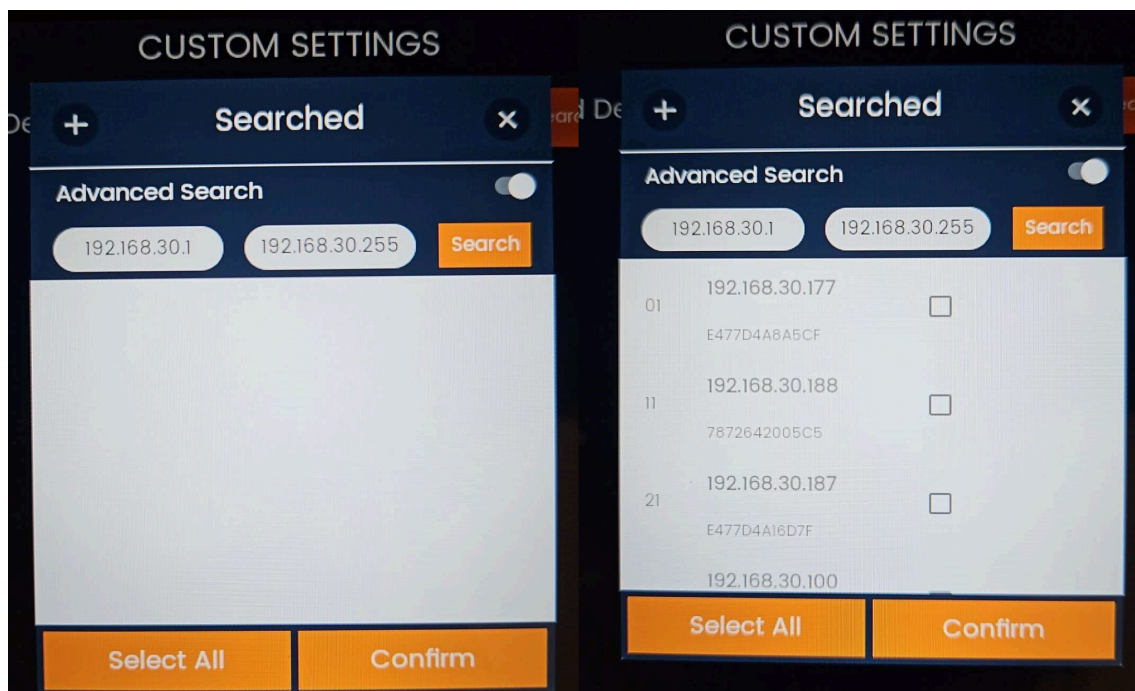 CUSTOM SETTINGS
De
+ Searched ×
Advanced Search
192.168.30.1 192.168.30.255 Search
Select All Confirm
CUSTOM SETTINGS
De
+ Searched ×
Advanced Search
192.168.30.1 192.168.30.255 Search
01 192.168.30.177
E477D4A8A5CF
11 192.168.30.188
7872642005C5
21 192.168.30.187
E477D4A16D7F
192.168.30.100
Select All Confirm